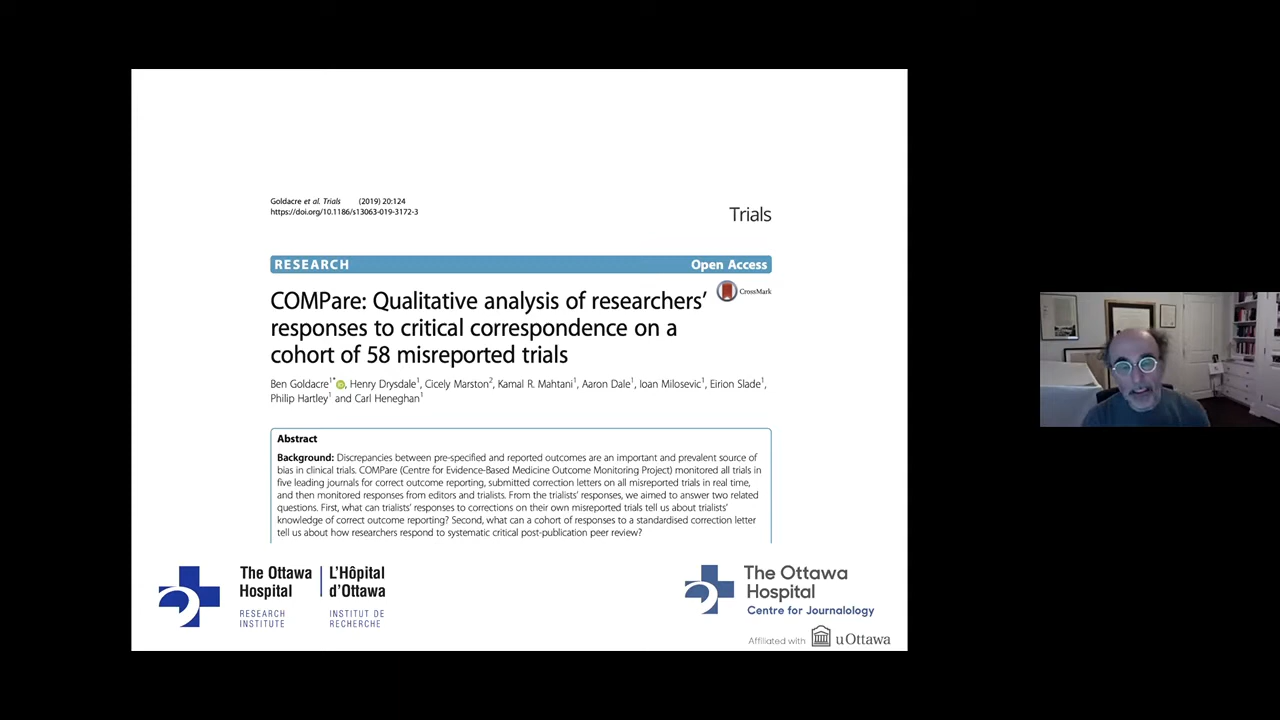 Goldacre et al. Trials (2019) 20:124
https://doi.org/10.1186/s13063-019-3172-3
Trials
RESEARCH Open Access
CrossMark
COMPare: Qualitative analysis of researchers'
responses to critical correspondence on a
cohort of 58 misreported trials
Ben Goldacre1*, Henry Drysdale1, Cicely Marston2, Kamal R. Mahtani1, Aaron Dale1, Ioan Milosevic1, Eirion Slade1,
Philip Hartley1 and Carl Heneghan1
Abstract
Background: Discrepancies between pre-specified and reported outcomes are an important and prevalent source of
bias in clinical trials. COMPare (Centre for Evidence-Based Medicine Outcome Monitoring Project) monitored all trials in
five leading journals for correct outcome reporting, submitted correction letters on all misreported trials in real time,
and then monitored responses from editors and trialists. From the trialists' responses, we aimed to answer two related
questions. First, what can trialists' responses to corrections on their own misreported trials tell us about trialists'
knowledge of correct outcome reporting? Second, what can a cohort of responses to a standardised correction letter
tell us about how researchers respond to systematic critical post-publication peer review?
The Ottawa
Hospital
RESEARCH
INSTITUTE
L'Hôpital
d'Ottawa
INSTITUT DE
RECHERCHE
The Ottawa
Hospital
Centre for Journalology
Affiliated with uOttawa